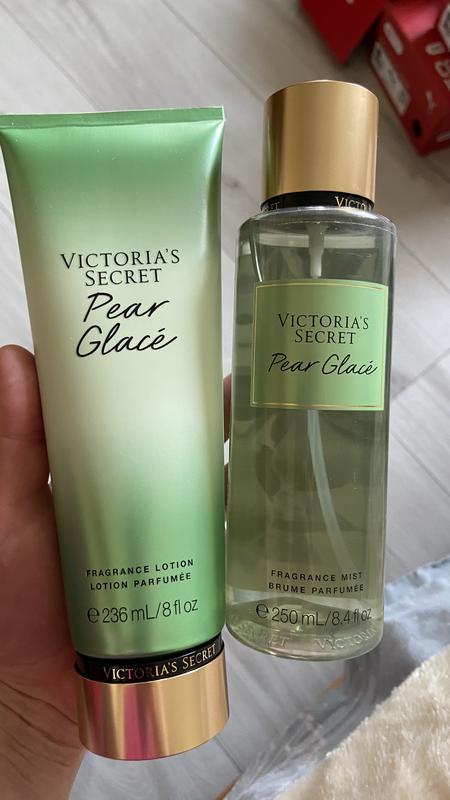 VICTORIA'S
SECRET
Pear
Glacé
FRAGRANCE LOTION
LOTION PARFUMÉE
℮ 236 mL/8 fl oz
VICTORIA'S SECRET
VICTORIA'S
SECRET
Pear Glacé
FRAGRANCE MIST
BRUME PARFUMÉE
℮ 250 mL/8.4 fl oz